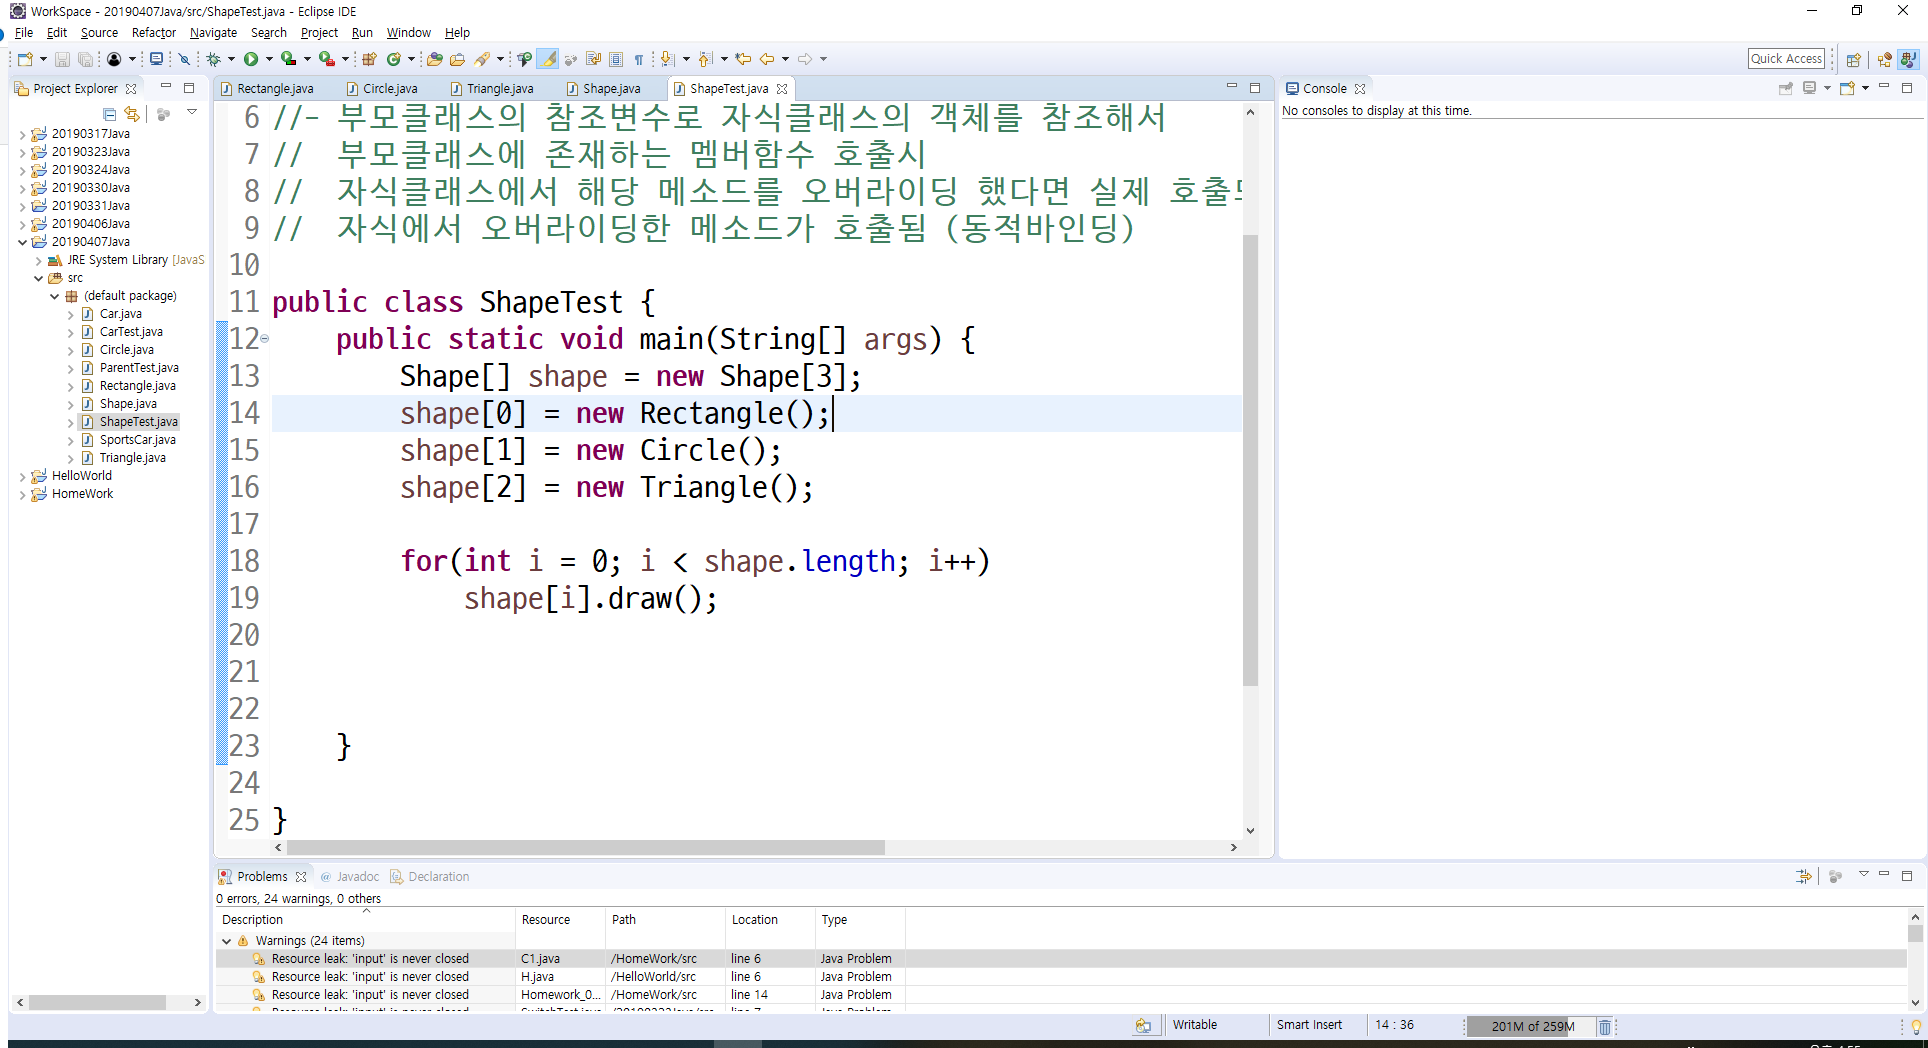 WorkSpace - 20190407Java/src/ShapeTest.java - Eclipse IDE
File Edit Source Refactor Navigate Search Project Run Window Help
Quick Access
Project Explorer
20190317Java
20190323Java
20190324Java
20190330Java
20190331Java
20190406Java
20190407Java
JRE System Library [JavaS
src
(default package)
Car.java
CarTest.java
Circle.java
ParentTest.java
Rectangle.java
Shape.java
ShapeTest.java
SportsCar.java
Triangle.java
HelloWorld
HomeWork
Rectangle.java Circle.java Triangle.java Shape.java ShapeTest.java
6 //- 부모클래스의 참조변수로 자식클래스의 객체를 참조해서
7 // 부모클래스에 존재하는 멤버함수 호출시
8 // 자식클래스에서 해당 메소드를 오버라이딩 했다면 실제
9 // 자식에서 오버라이딩한 메소드가 호출됨 (동적바인딩)
10
11 public class ShapeTest {
12 public static void main(String[] args) {
13 Shape[] shape = new Shape[3];
14 shape[0] = new Rectangle();
15 shape[1] = new Circle();
16 shape[2] = new Triangle();
17
18 for(int i = 0; i < shape.length; i++)
19 shape[i].draw();
20
21
22
23 }
24
25 }
Console
No consoles to display at this time.
Problems @ Javadoc Declaration
0 errors, 24 warnings, 0 others
Description Resource Path Location Type
Warnings (24 items)
Resource leak: 'input' is never closed C1.java /HomeWork/src line 6 Java Problem
Resource leak: 'input' is never closed H.java /HelloWorld/src line 6 Java Problem
Resource leak: 'input' is never closed Homework_0... /HomeWork/src line 14 Java Problem
Writable Smart Insert 14 : 36 201M of 259M